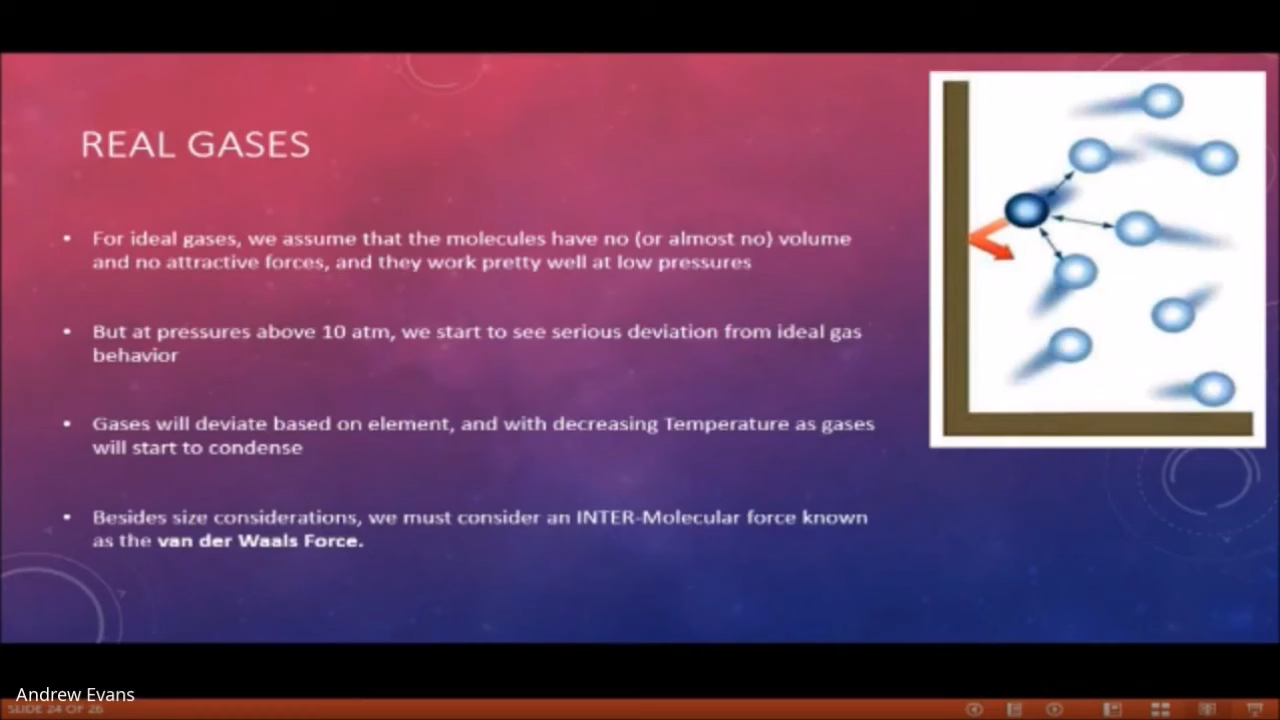 REAL GASES
• For ideal gases, we assume that the molecules have no (or almost no) volume
and no attractive forces, and they work pretty well at low pressures
• But at pressures above 10 atm, we start to see serious deviation from ideal gas
behavior
• Gases will deviate based on element, and with decreasing Temperature as gases
will start to condense
• Besides size considerations, we must consider an INTER-Molecular force known
as the van der Waals Force.
Andrew Evans
SLIDE 24 OF 26